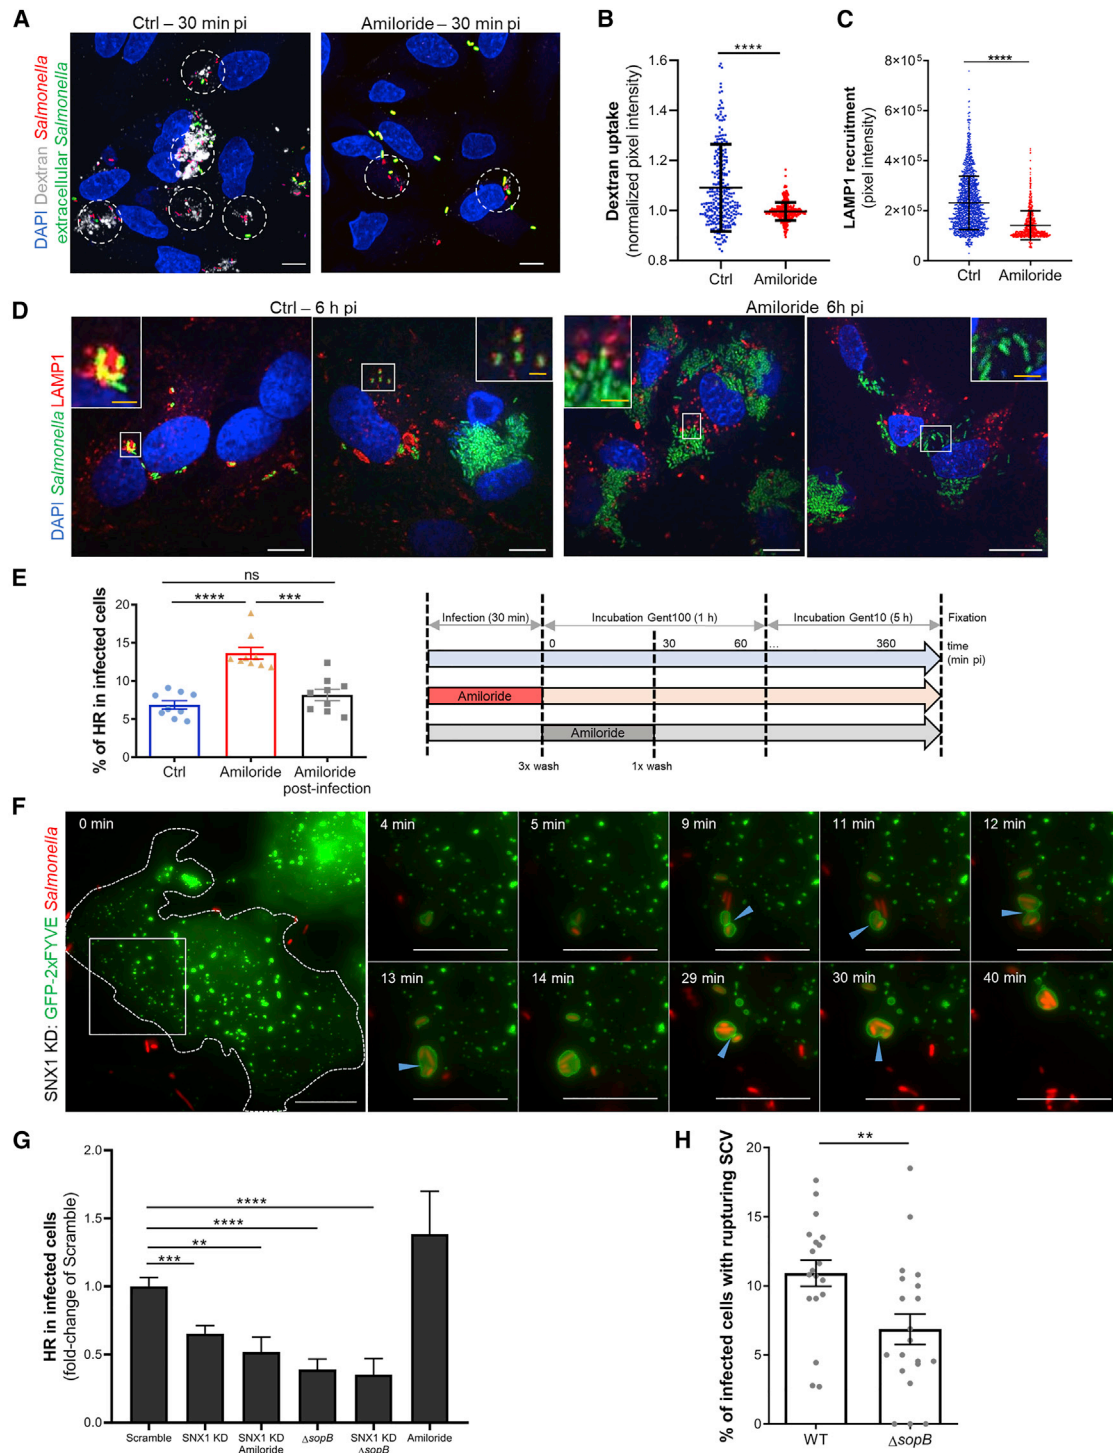 A
Ctrl – 30 min pi
Amiloride – 30 min pi
DAPI Dextran Salmonella
extracellular Salmonella
B
Dextran uptake
(normalized pixel intensity)
1.6
1.4
1.2
1.0
0.8
****
Ctrl
Amiloride
C
LAMP1 recruitment
(pixel intensity)
8×10⁵
6×10⁵
4×10⁵
2×10⁵
0
****
Ctrl
Amiloride
D
Ctrl – 6 h pi
Amiloride 6h pi
DAPI Salmonella LAMP1
E
% of HR in infected cells
20
15
10
5
0
ns
****
***
Ctrl
Amiloride
Amiloride
post-infection
Infection (30 min)
Incubation Gent100 (1 h)
Incubation Gent10 (5 h)
Fixation
0
30
60
...
360
time
(min pi)
Amiloride
Amiloride
3x wash
1x wash
F
SNX1 KD: GFP-2xFYVE Salmonella
0 min
4 min
5 min
9 min
11 min
12 min
13 min
14 min
29 min
30 min
40 min
G
HR in infected cells
(fold-change of Scramble)
2.0
1.5
1.0
0.5
0.0
****
****
**
***
Scramble
SNX1 KD
SNX1 KD
Amiloride
ΔsopB
SNX1 KD
ΔsopB
Amiloride
H
% of infected cells with rupturing SCV
20
15
10
5
0
**
WT
ΔsopB